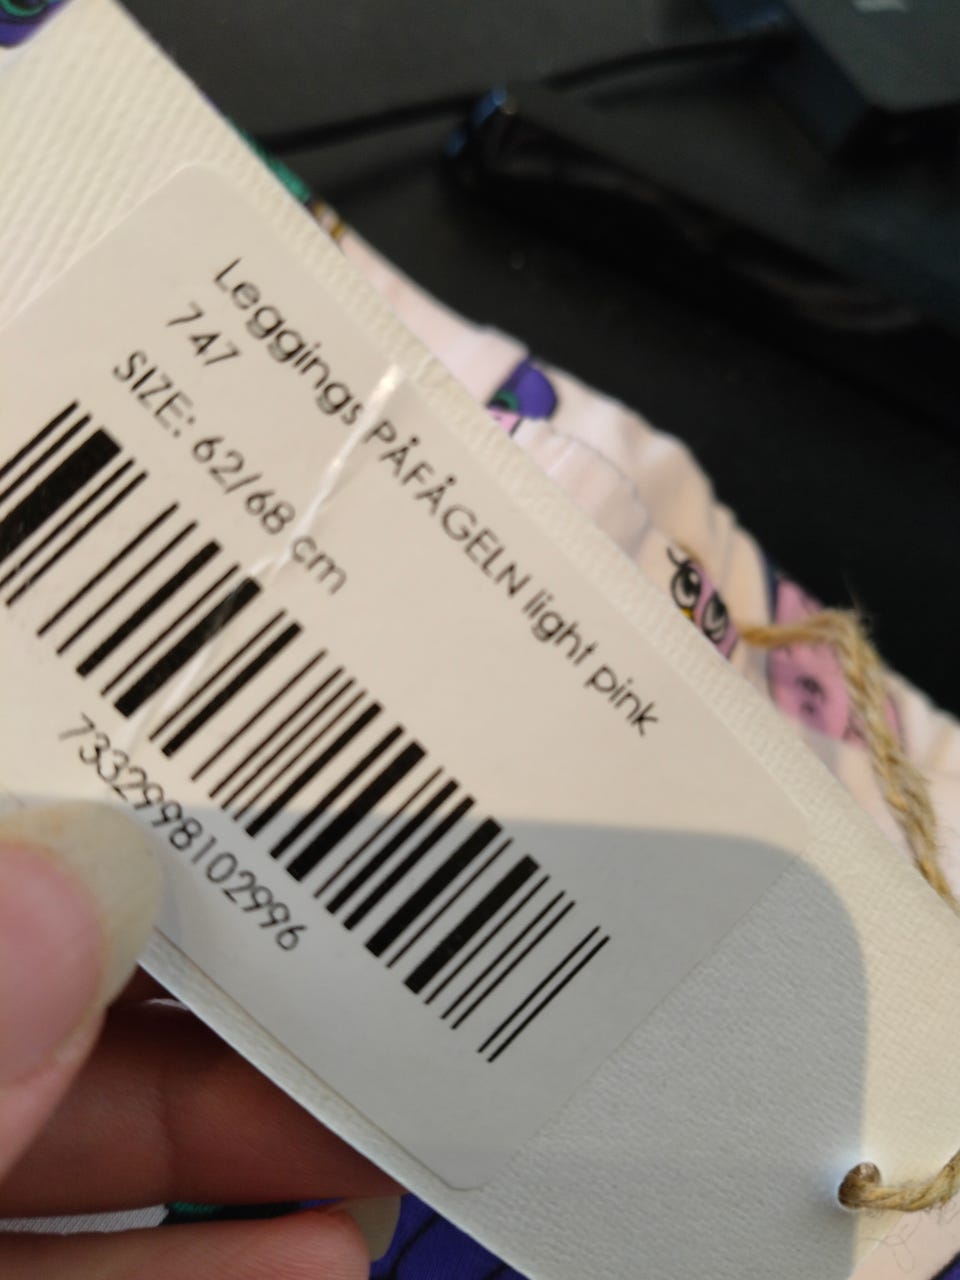 Leggings PÅFÅGELN light pink
747
SIZE: 62/68 cm
7332998102996